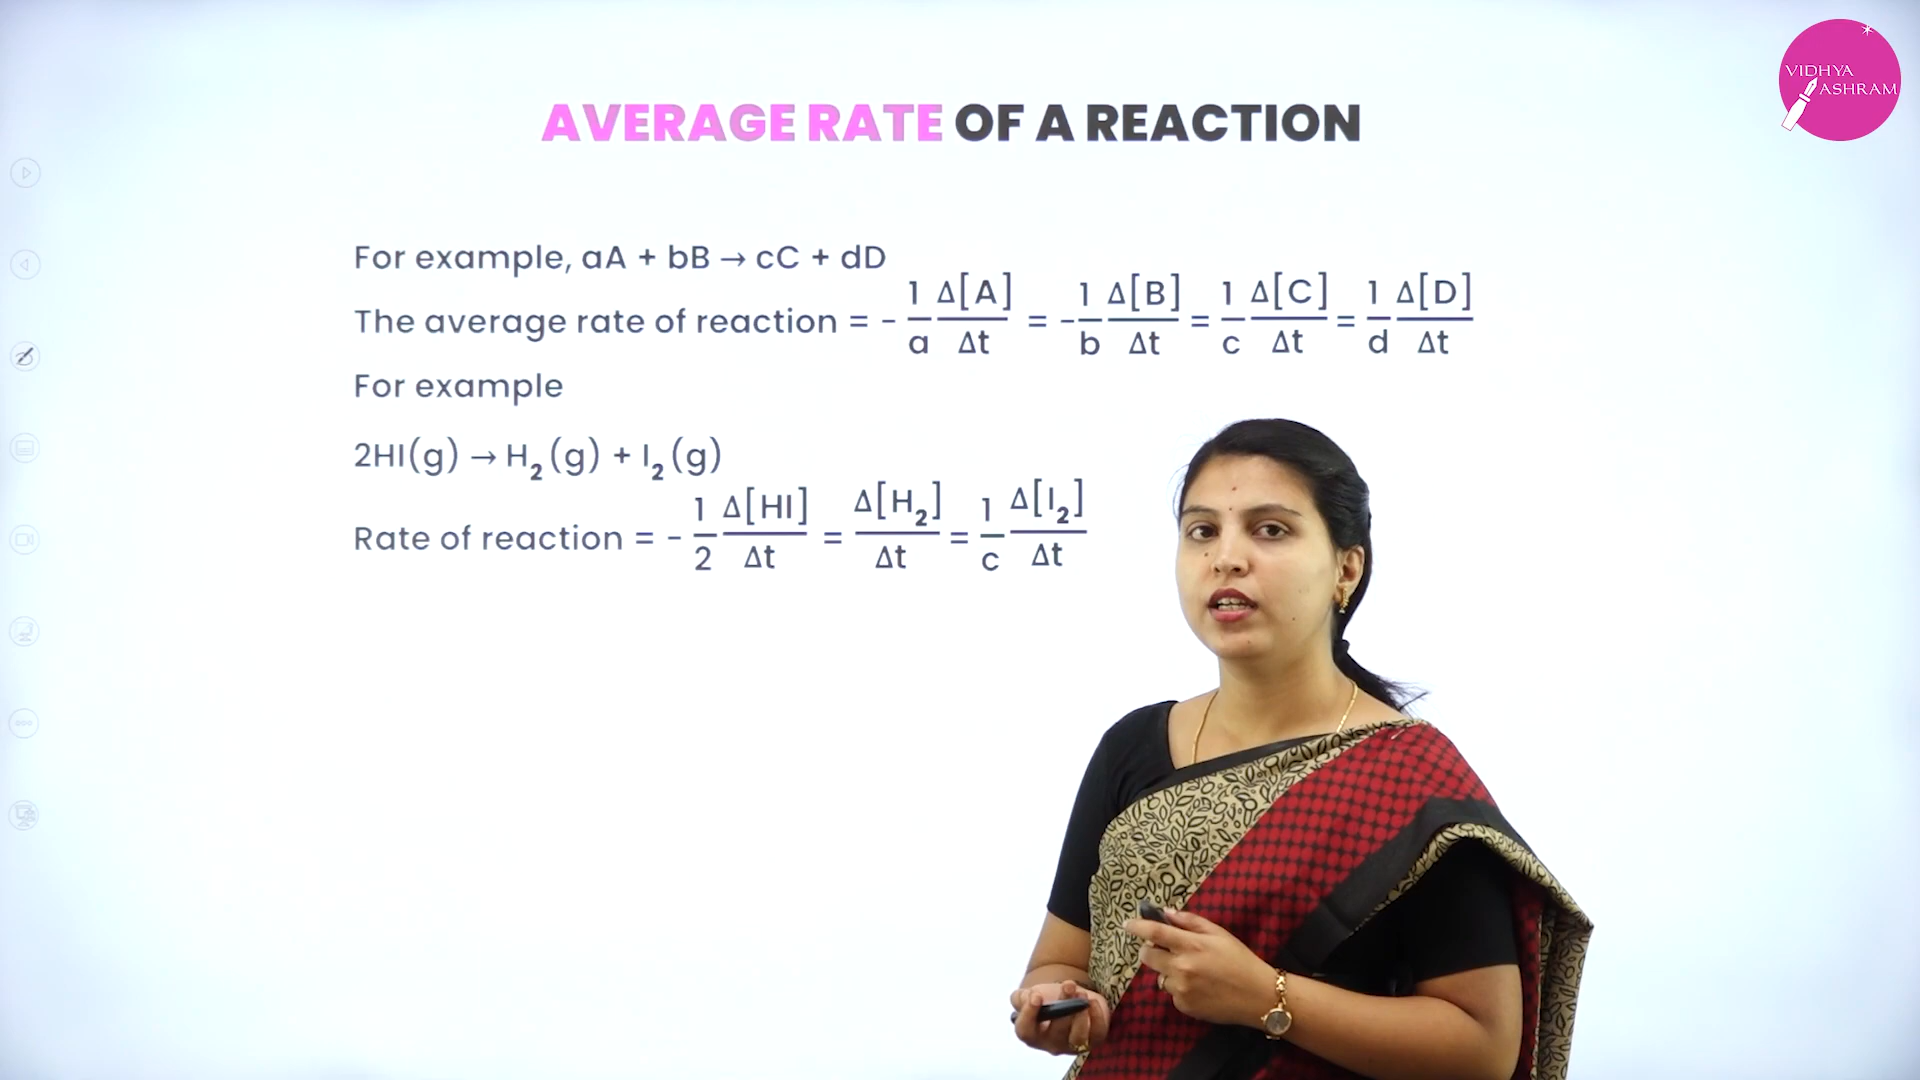 VIDHYA
ASHRAM
AVERAGE RATE OF A REACTION
For example, aA + bB → cC + dD
The average rate of reaction = - 1/a Δ[A]/Δt = - 1/b Δ[B]/Δt = 1/c Δ[C]/Δt = 1/d Δ[D]/Δt
For example
2HI(g) → H₂(g) + I₂(g)
Rate of reaction = - 1/2 Δ[HI]/Δt = Δ[H₂]/Δt = 1/c Δ[I₂]/Δt